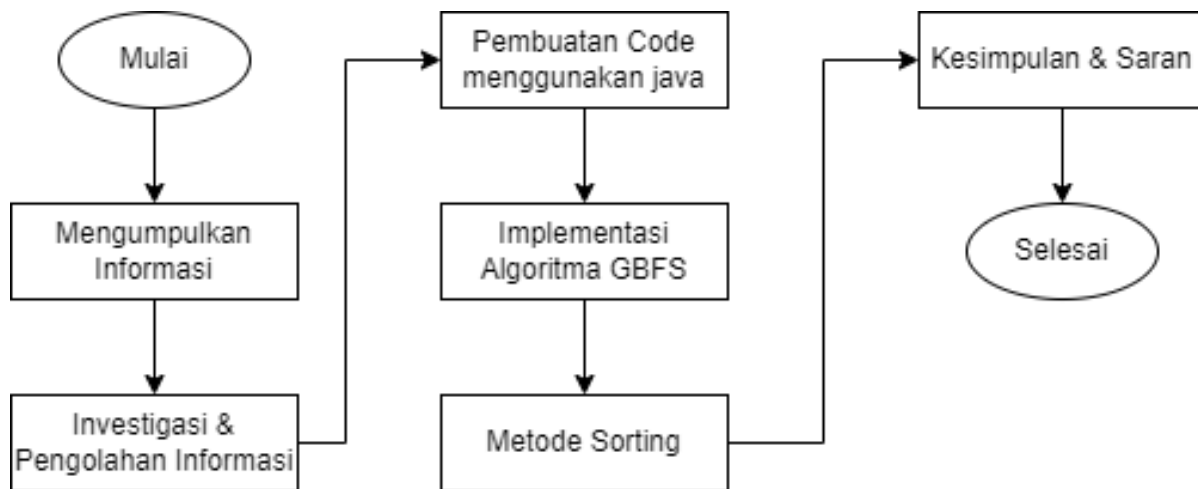 Mulai
Mengumpulkan
Informasi
Investigasi &
Pengolahan Informasi
Pembuatan Code
menggunakan java
Implementasi
Algoritma GBFS
Metode Sorting
Kesimpulan & Saran
Selesai